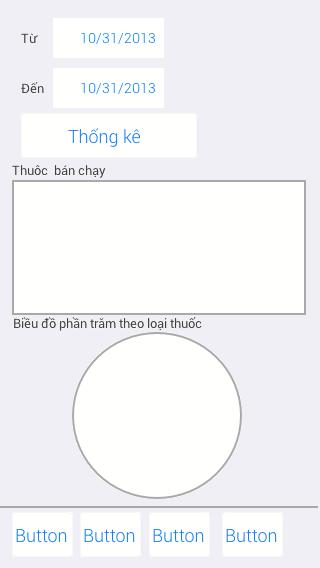 Từ 10/31/2013
Đến 10/31/2013
Thống kê
Thuôc bán chạy
Biều đồ phần trăm theo loại thuốc
Button Button Button Button